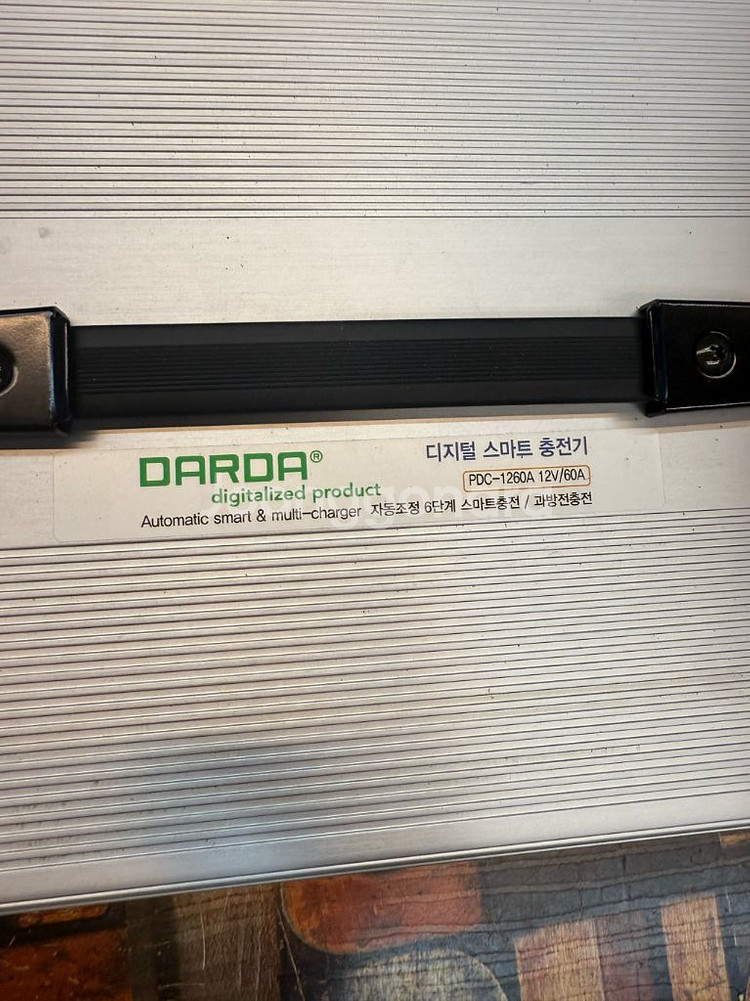 DARDA®
digitalized product
디지털 스마트 충전기
PDC-1260A 12V/60A
Automatic smart & multi-charger 자동조정 6단계 스마트충전 / 과방전충전